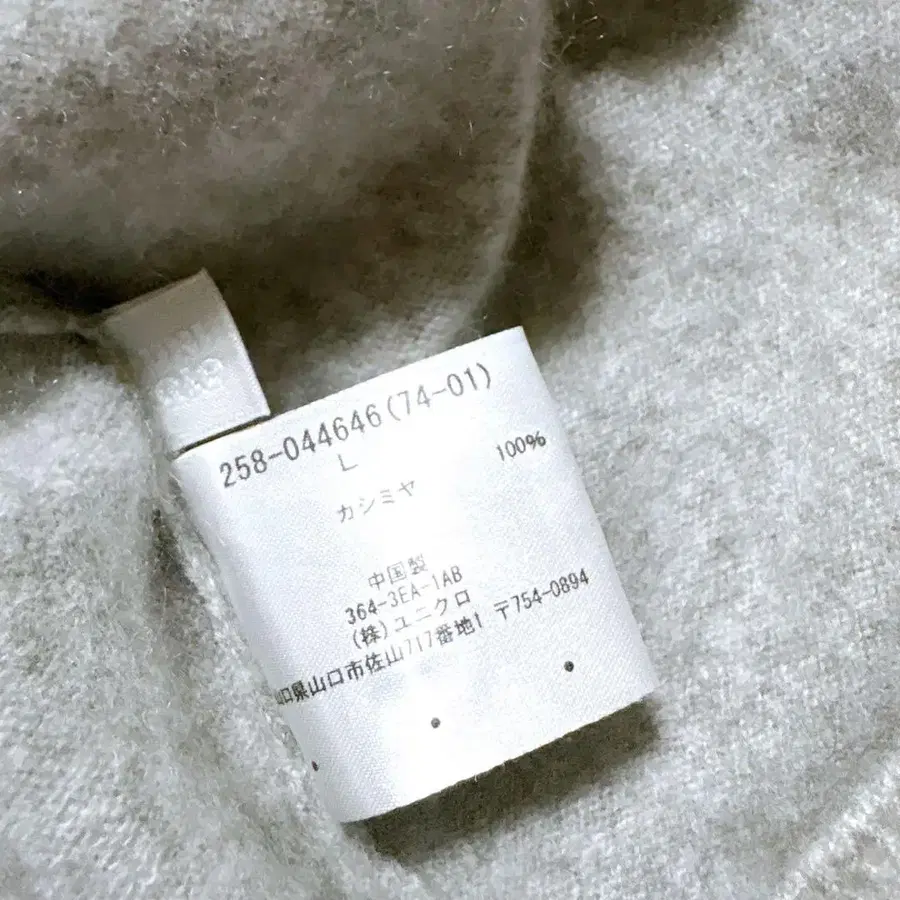 258-044646(74-01)
L
カシミヤ 100%
中国製
364-3EA-1AB
(株)ユニクロ
山口県山口市佐山717番地1 〒754-0894